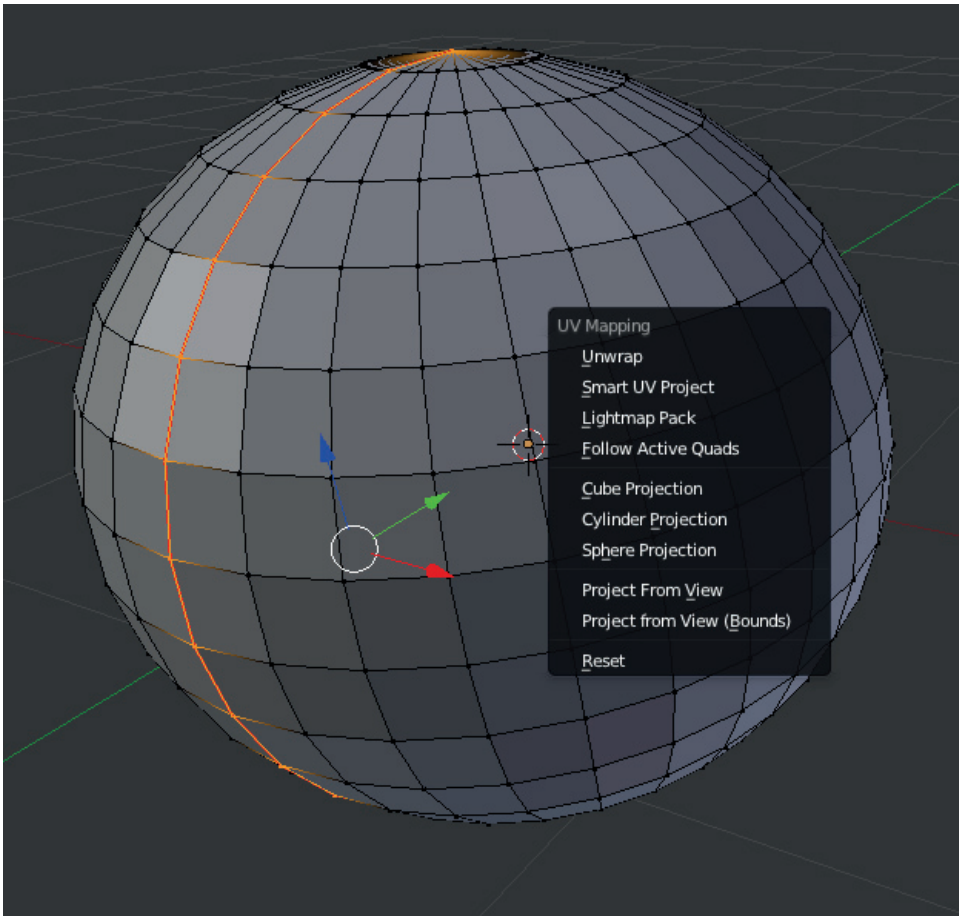 UV Mapping
Unwrap
Smart UV Project
Lightmap Pack
Follow Active Quads
Cube Projection
Cylinder Projection
Sphere Projection
Project From View
Project from View (Bounds)
Reset